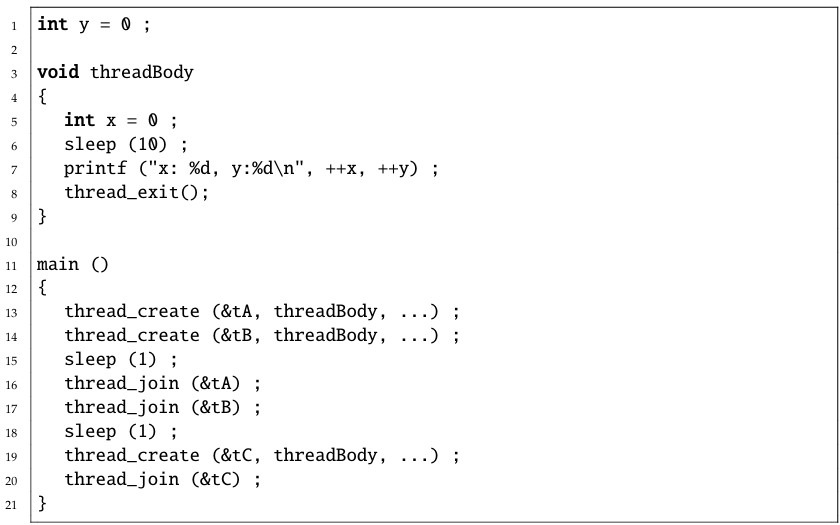 1 int y = 0 ;
2
3 void threadBody
4 {
5 int x = 0 ;
6 sleep (10) ;
7 printf ("x: %d, y:%d\n", ++x, ++y) ;
8 thread_exit();
9 }
10
11 main ()
12 {
13 thread_create (&tA, threadBody, ...) ;
14 thread_create (&tB, threadBody, ...) ;
15 sleep (1) ;
16 thread_join (&tA) ;
17 thread_join (&tB) ;
18 sleep (1) ;
19 thread_create (&tC, threadBody, ...) ;
20 thread_join (&tC) ;
21 }